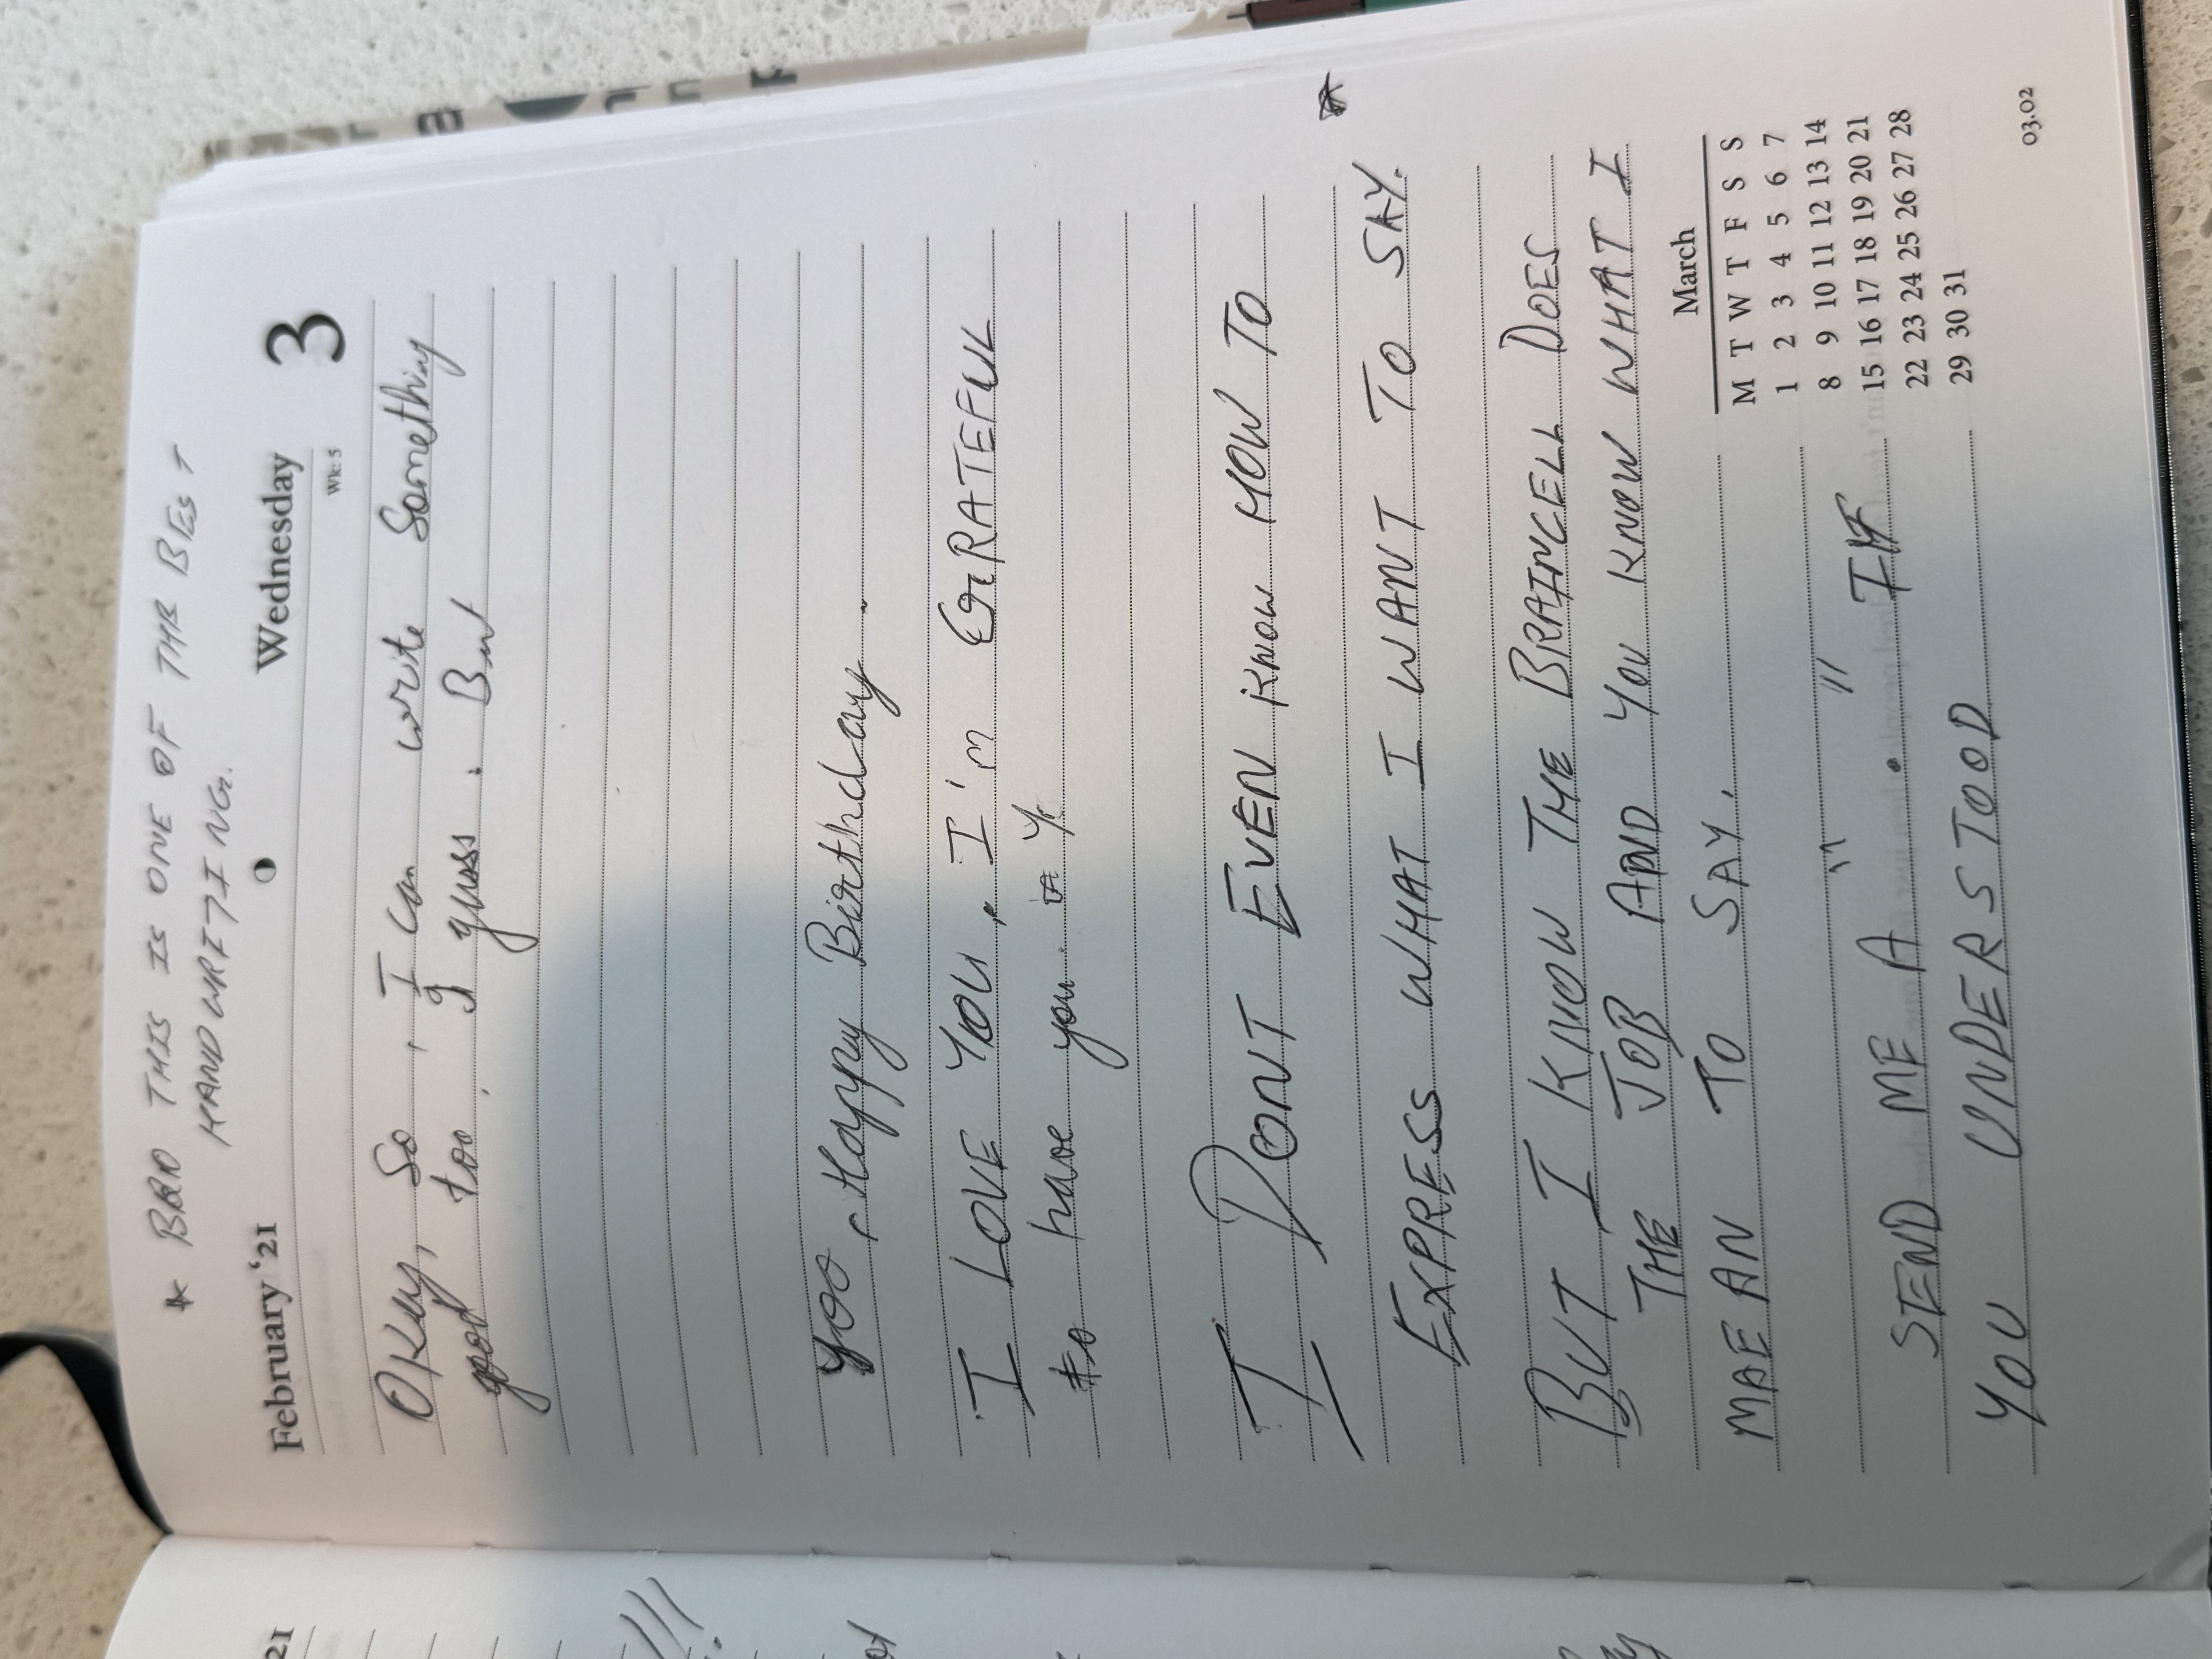 * BRO THIS IS ONE OF THE BEST
HANDWRITING.
21
February '21 Wednesday 3
Wk: 5
Okay, So, I can write Something
good too, I guess. But
Yoo, Happy Birthday.
I LOVE YOU, I'm GRATEFUL
to have you.
I DONT EVEN KNOW HOW TO
EXPRESS WHAT I WANT TO SAY.
BUT I KNOW THE BRAINCELL DOES
THE JOB AND YOU KNOW WHAT I
MAEAN TO SAY.
SEND ME A " . " IF
YOU UNDERSTOOD
March
M T W T F S S
1 2 3 4 5 6 7
8 9 10 11 12 13 14
15 16 17 18 19 20 21
22 23 24 25 26 27 28
29 30 31
03.02